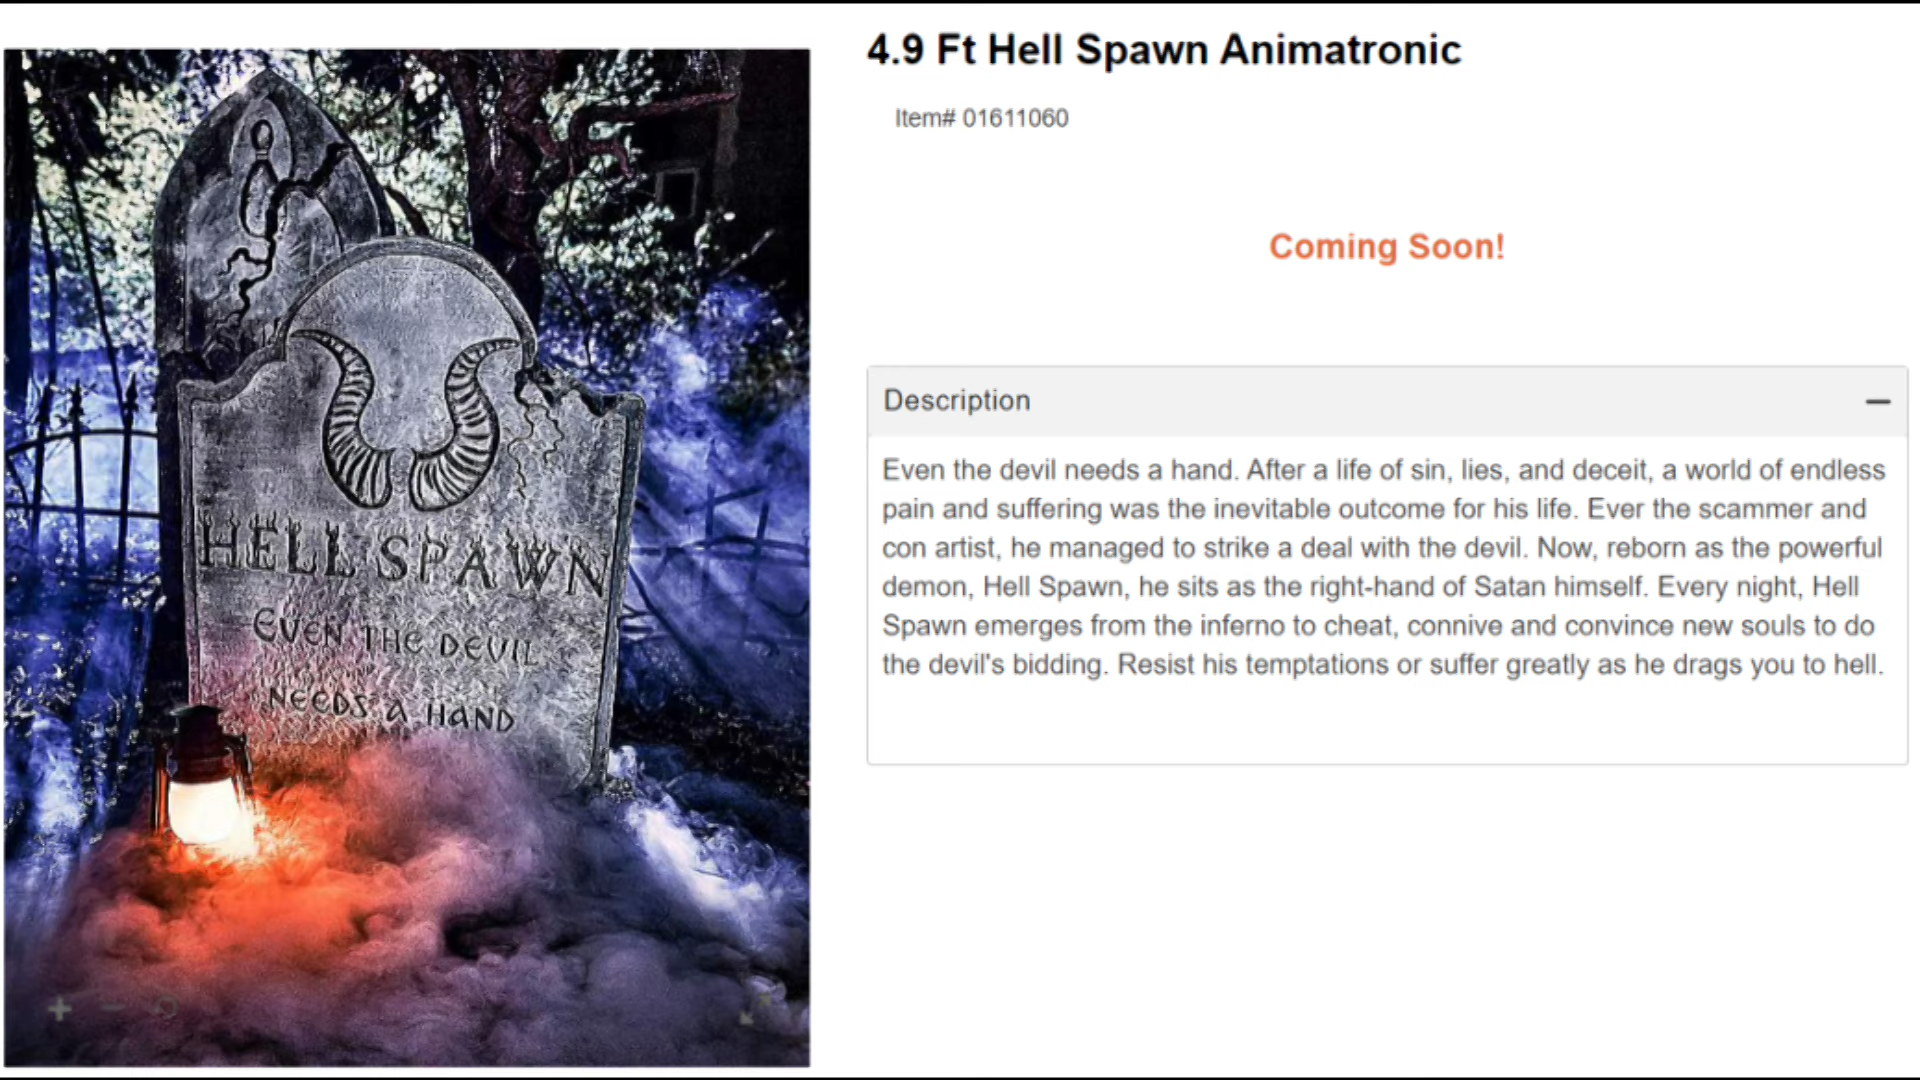 4.9 Ft Hell Spawn Animatronic
Item# 01611060
Coming Soon!
Description
Even the devil needs a hand. After a life of sin, lies, and deceit, a world of endless
pain and suffering was the inevitable outcome for his life. Ever the scammer and
con artist, he managed to strike a deal with the devil. Now, reborn as the powerful
demon, Hell Spawn, he sits as the right-hand of Satan himself. Every night, Hell
Spawn emerges from the inferno to cheat, connive and convince new souls to do
the devil's bidding. Resist his temptations or suffer greatly as he drags you to hell.
HELL SPAWN
EVEN THE DEVIL
NEEDS A HAND